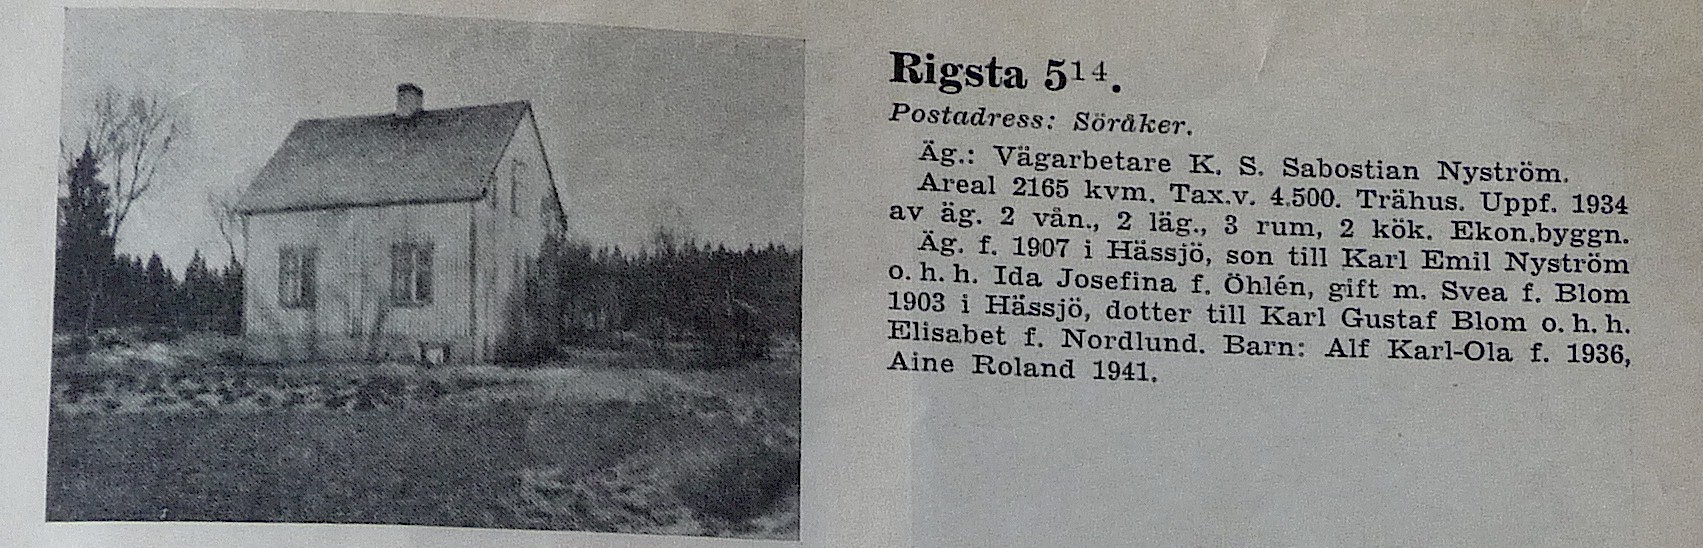 Rigsta 5¹⁴.
Postadress: Söråker.
Äg.: Vägarbetare K. S. Sabostian Nyström.
Areal 2165 kvm. Tax.v. 4.500. Trähus. Uppf. 1934
av äg. 2 vån., 2 läg., 3 rum, 2 kök. Ekon.byggn.
Äg. f. 1907 i Hässjö, son till Karl Emil Nyström
o. h. h. Ida Josefina f. Öhlén, gift m. Svea f. Blom
1903 i Hässjö, dotter till Karl Gustaf Blom o. h. h.
Elisabet f. Nordlund. Barn: Alf Karl-Ola f. 1936,
Aine Roland 1941.